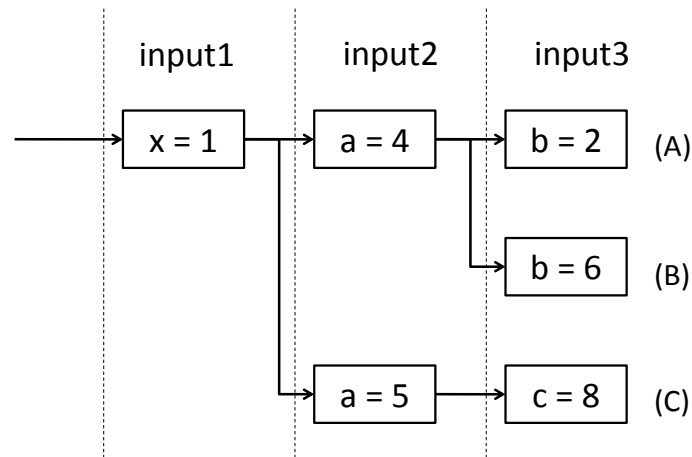 input1 input2 input3
x = 1 a = 4 b = 2 (A)
b = 6 (B)
a = 5 c = 8 (C)